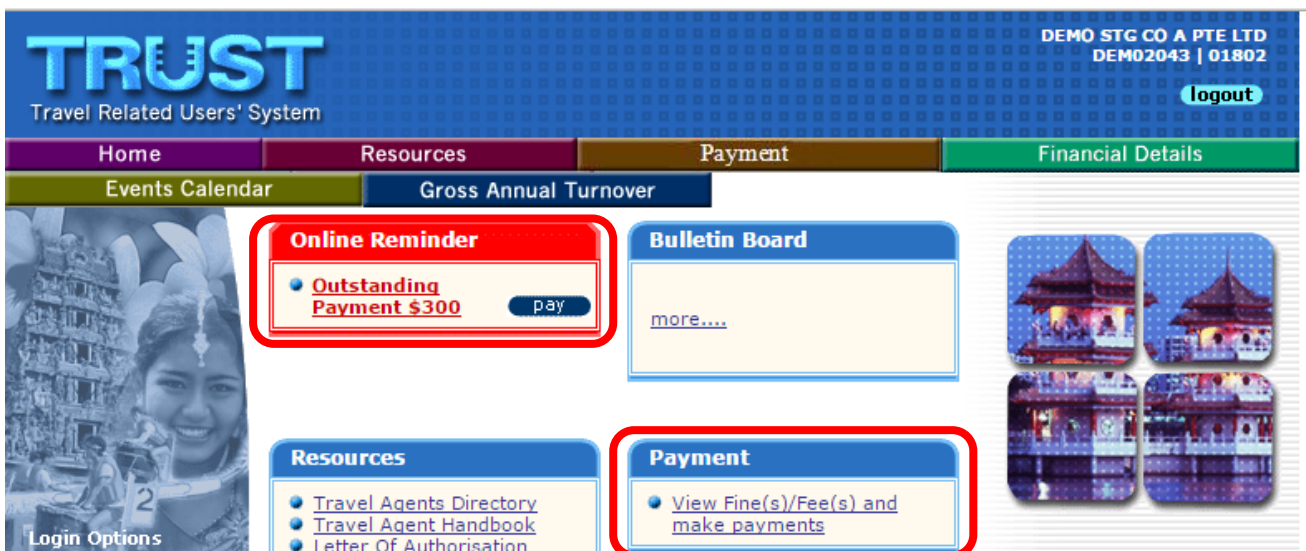 TRUST
Travel Related Users' System
DEMO STG CO A PTE LTD
DEM02043 | 01802
logout
Home
Resources
Payment
Financial Details
Events Calendar
Gross Annual Turnover
Online Reminder
Outstanding
Payment $300
pay
Bulletin Board
more....
Resources
Travel Agents Directory
Travel Agent Handbook
Letter Of Authorisation
Payment
View Fine(s)/Fee(s) and
make payments
2
Login Options